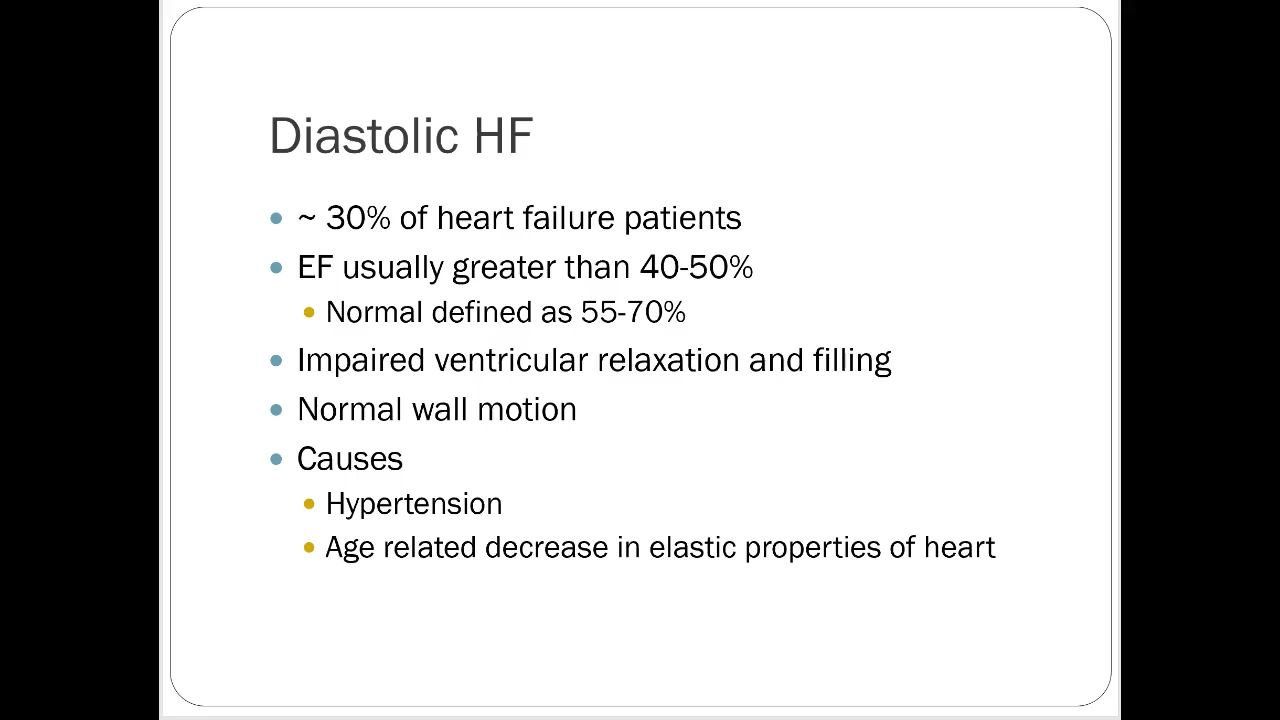 Diastolic HF
~ 30% of heart failure patients
EF usually greater than 40-50%
Normal defined as 55-70%
Impaired ventricular relaxation and filling
Normal wall motion
Causes
Hypertension
Age related decrease in elastic properties of heart